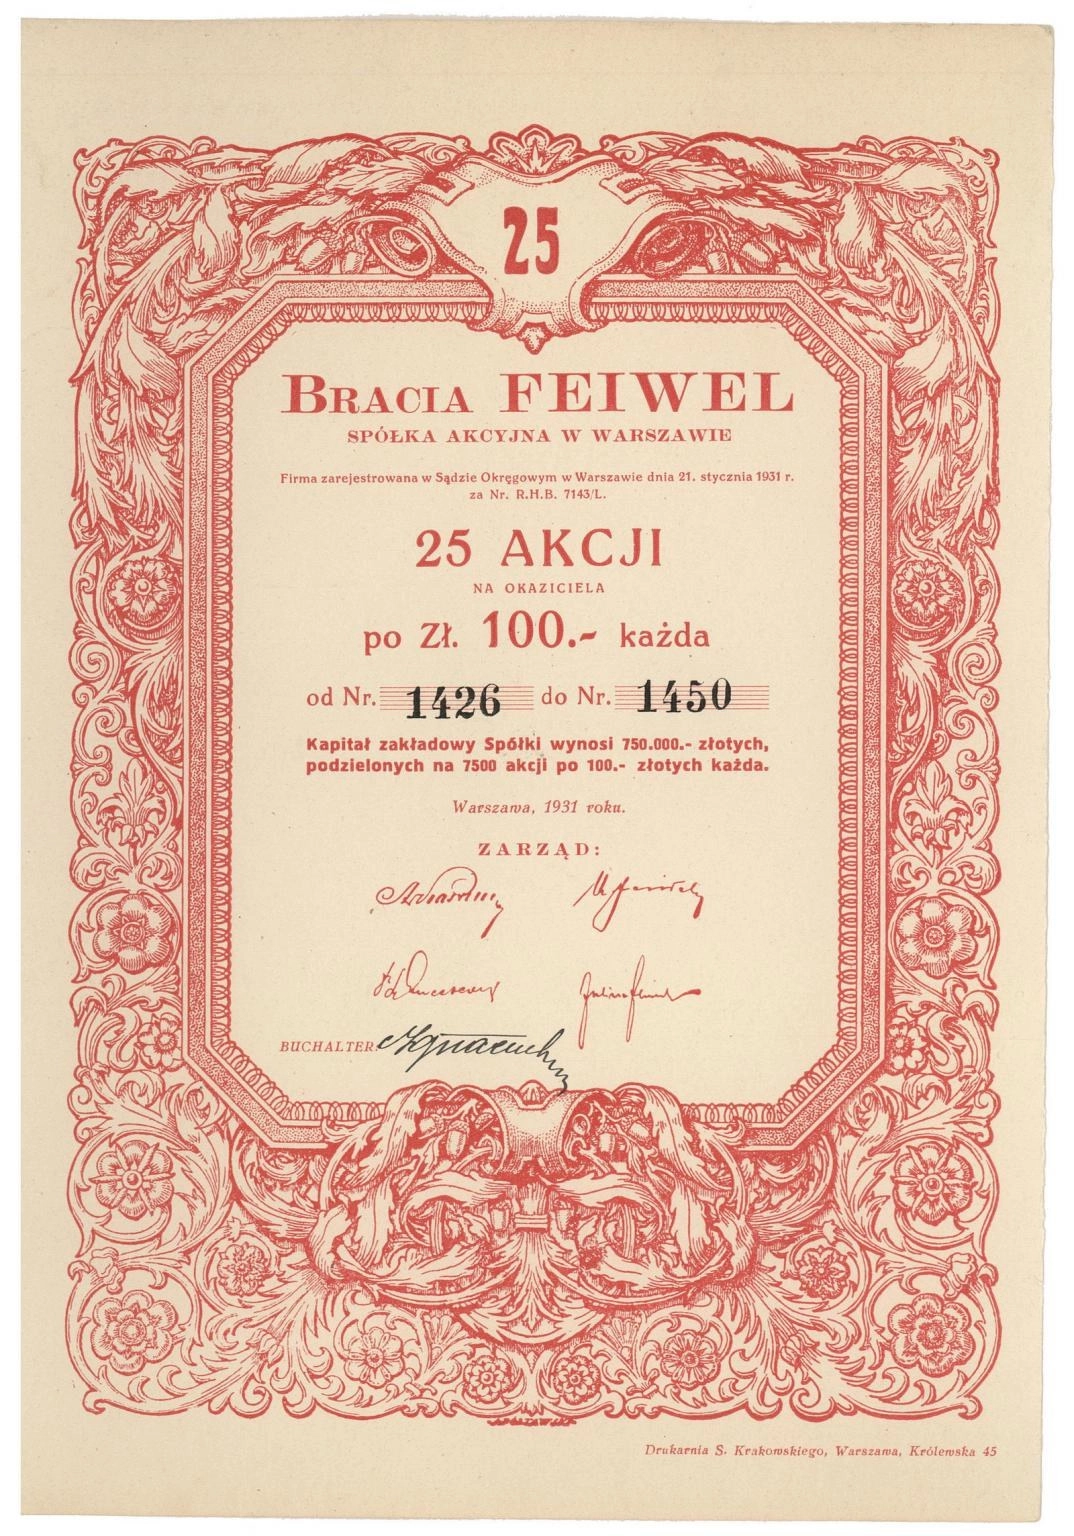 25
BRACIA FEIWEL
SPÓŁKA AKCYJNA W WARSZAWIE
Firma zarejestrowana w Sądzie Okręgowym w Warszawie dnia 21. stycznia 1931 r.
za Nr. R.H.B. 7143/L.
25 AKCJI
NA OKAZICIELA
po Zł. 100.- każda
od Nr. 1426 do Nr. 1450
Kapitał zakładowy Spółki wynosi 750.000.- złotych,
podzielonych na 7500 akcji po 100.- złotych każda.
Warszawa, 1931 roku.
ZARZĄD:
BUCHALTER:
Drukarnia S. Krakowskiego, Warszawa, Królewska 45